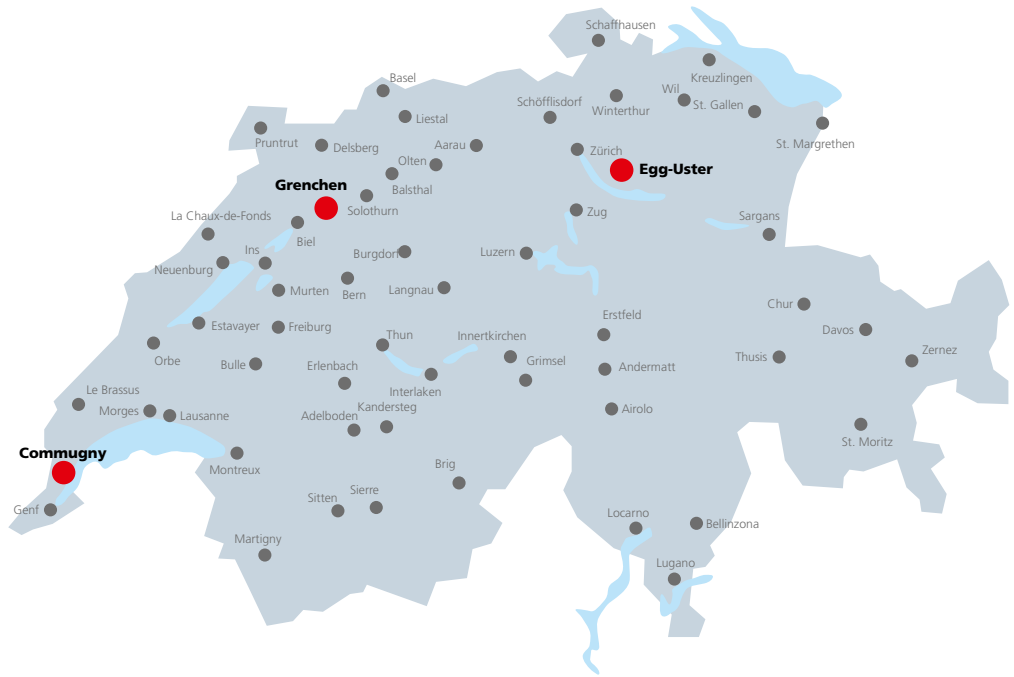 Schaffhausen
Basel
Kreuzlingen
Wil
Schöfflisdorf
Winterthur
St. Gallen
Liestal
Pruntrut
Delsberg
Aarau
Zürich
St. Margrethen
Olten
Egg-Uster
Grenchen
Balsthal
Solothurn
La Chaux-de-Fonds
Zug
Sargans
Biel
Ins
Burgdorf
Luzern
Neuenburg
Murten
Bern
Langnau
Chur
Erstfeld
Estavayer
Freiburg
Thun
Innertkirchen
Davos
Orbe
Bulle
Erlenbach
Grimsel
Andermatt
Thusis
Zernez
Le Brassus
Interlaken
Morges
Lausanne
Adelboden
Kandersteg
Airolo
St. Moritz
Commugny
Montreux
Brig
Genf
Sitten
Sierre
Locarno
Bellinzona
Martigny
Lugano